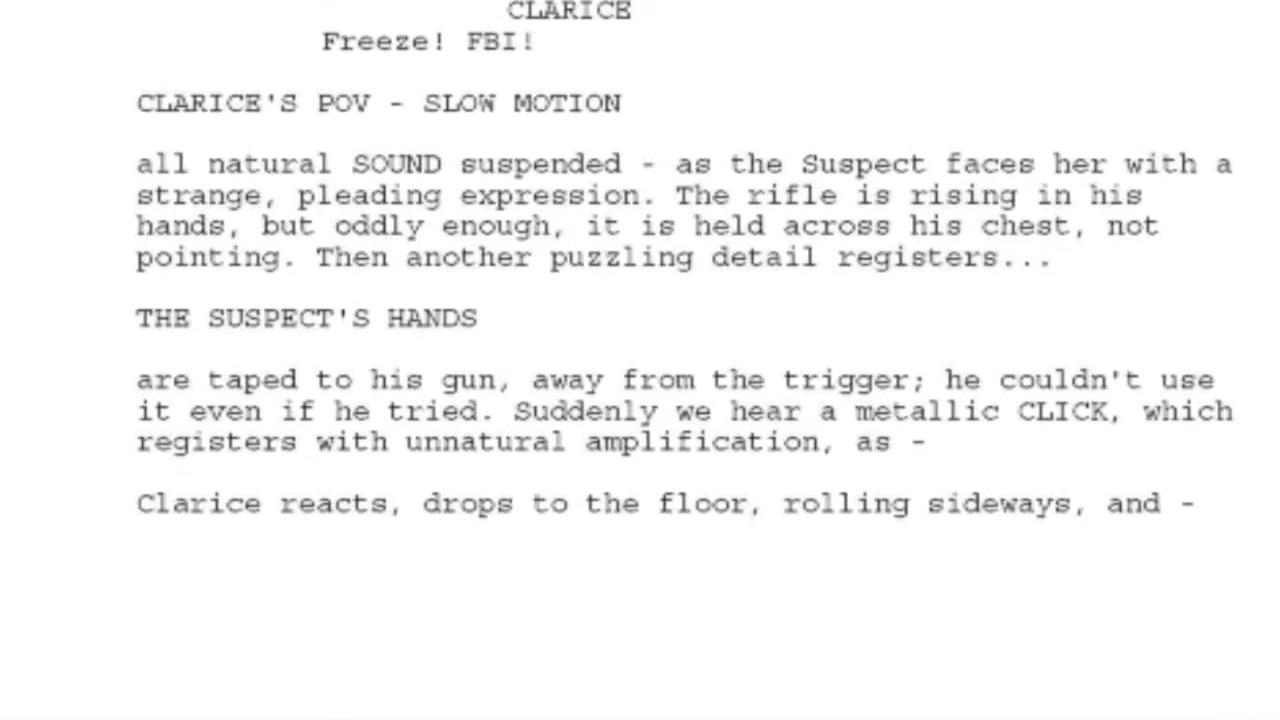 CLARICE
Freeze! FBI!
CLARICE'S POV - SLOW MOTION
all natural SOUND suspended - as the Suspect faces her with a
strange, pleading expression. The rifle is rising in his
hands, but oddly enough, it is held across his chest, not
pointing. Then another puzzling detail registers...
THE SUSPECT'S HANDS
are taped to his gun, away from the trigger; he couldn't use
it even if he tried. Suddenly we hear a metallic CLICK, which
registers with unnatural amplification, as -
Clarice reacts, drops to the floor, rolling sideways, and -